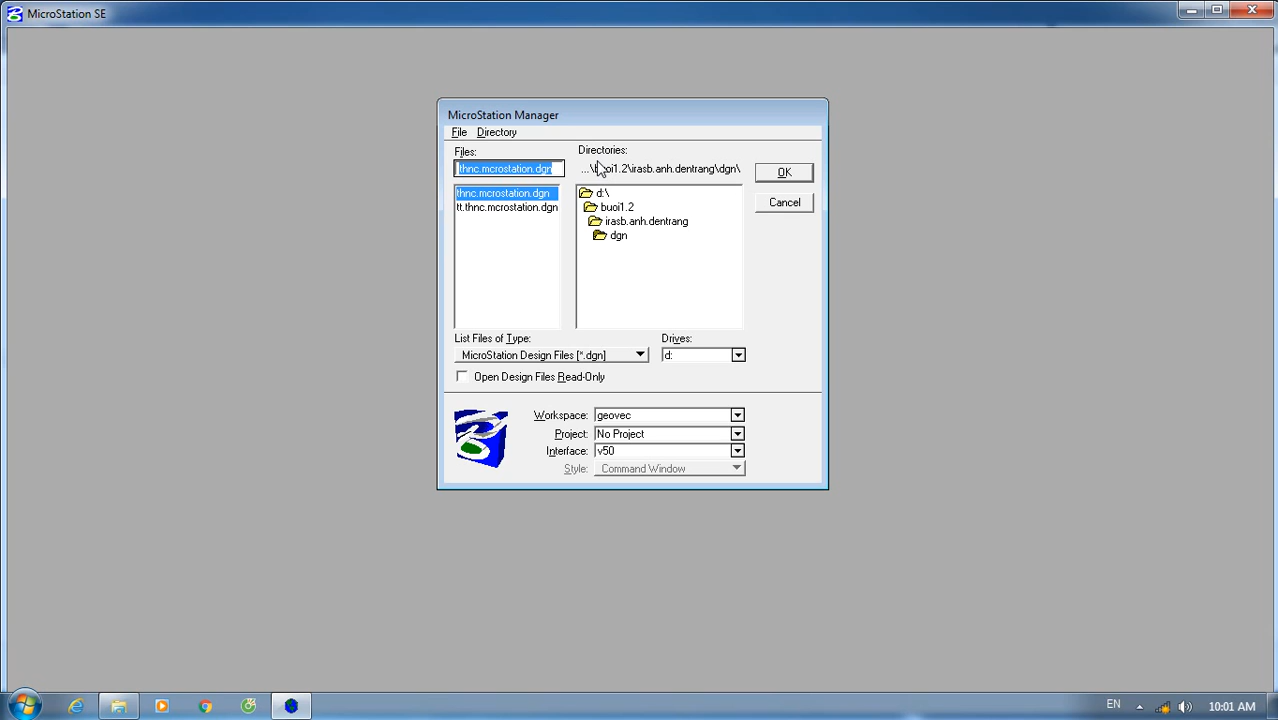 MicroStation SE
MicroStation Manager
File Directory
Files:
Directories:
thnc.mcrostation.dgn
...\buoi1.2\irasb.anh.dentrang\dgn\
OK
thnc.mcrostation.dgn
tt.thnc.mcrostation.dgn
d:\
buoi1.2
irasb.anh.dentrang
dgn
Cancel
List Files of Type:
Drives:
MicroStation Design Files [*.dgn]
d:
Open Design Files Read-Only
Workspace: geovec
Project: No Project
Interface: v50
Style: Command Window
EN
10:01 AM